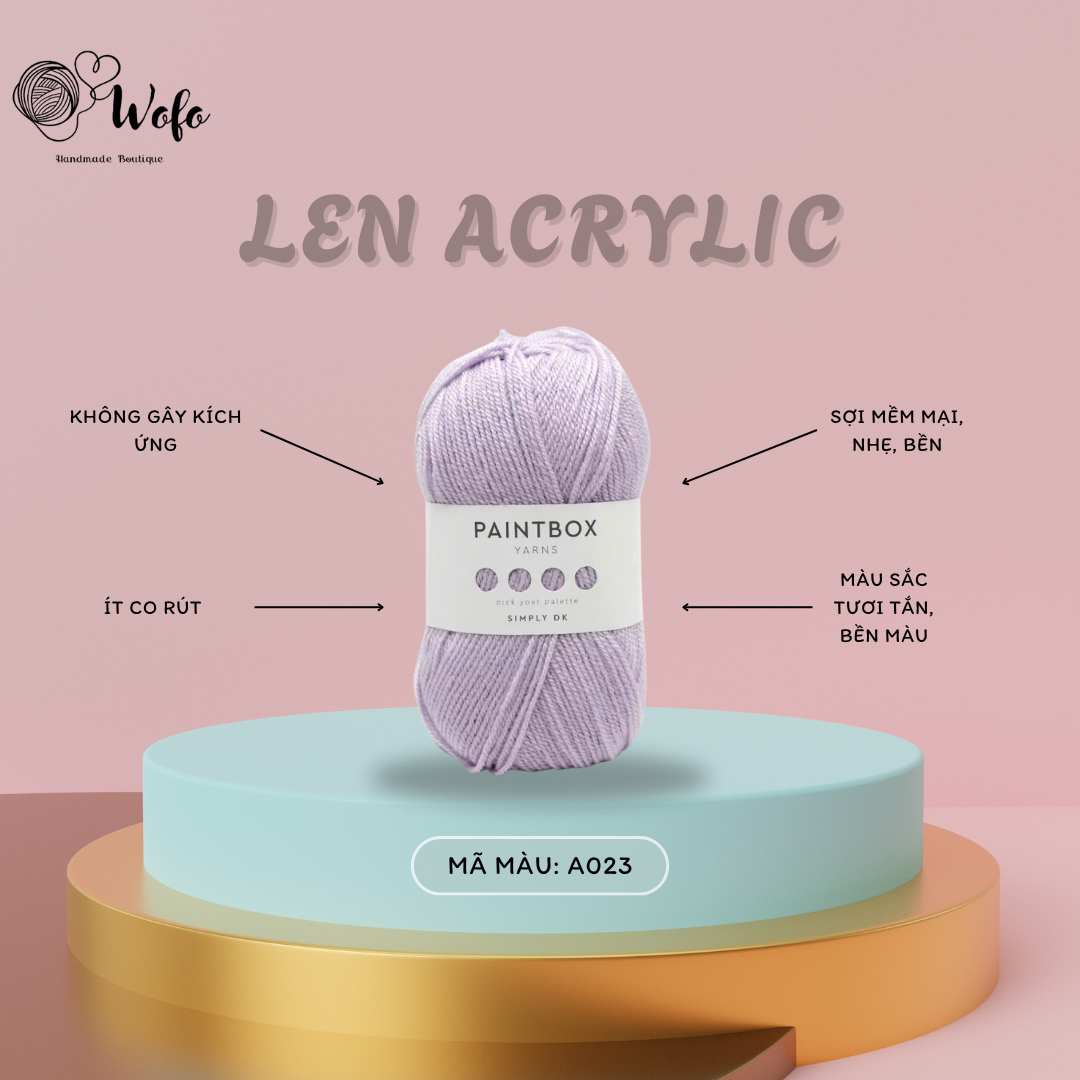 Wofo
Handmade Boutique
LEN ACRYLIC
KHÔNG GÂY KÍCH
ỨNG
SỢI MỀM MẠI,
NHẸ, BỀN
PAINTBOX
YARNS
pick your palette
SIMPLY DK
ÍT CO RÚT
MÀU SẮC
TƯƠI TẮN,
BỀN MÀU
MÃ MÀU: A023